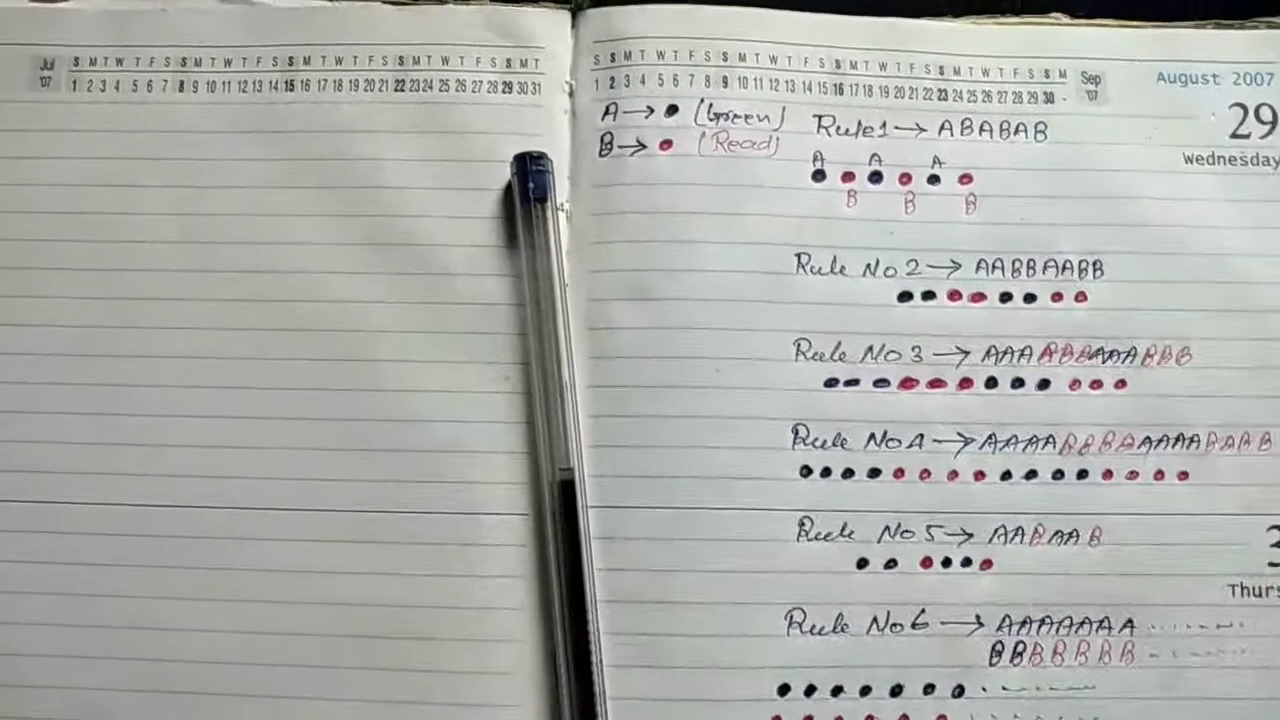 Jul '07
S M T W T F S S M T W T F S S M T W T F S S M T W T F S S M T
1 2 3 4 5 6 7 8 9 10 11 12 13 14 15 16 17 18 19 20 21 22 23 24 25 26 27 28 29 30 31
S S M T W T F S S M T W T F S S M T W T F S S M T W T F S S M
1 2 3 4 5 6 7 8 9 10 11 12 13 14 15 16 17 18 19 20 21 22 23 24 25 26 27 28 29 30 -
Sep '07
August 2007
29
Wednesday
A → (Green)
B → (Read)
Rule 1 → ABABAB
A A A
B B B
Rule No 2 → AABBAABB
Rule No 3 → AAABBBAAABBB
Rule No 4 → AAAABBBBAAAABBBB
Rule No 5 → AABAAB
Thurs
Rule No 6 → AAAAAAA
BBBBBBB